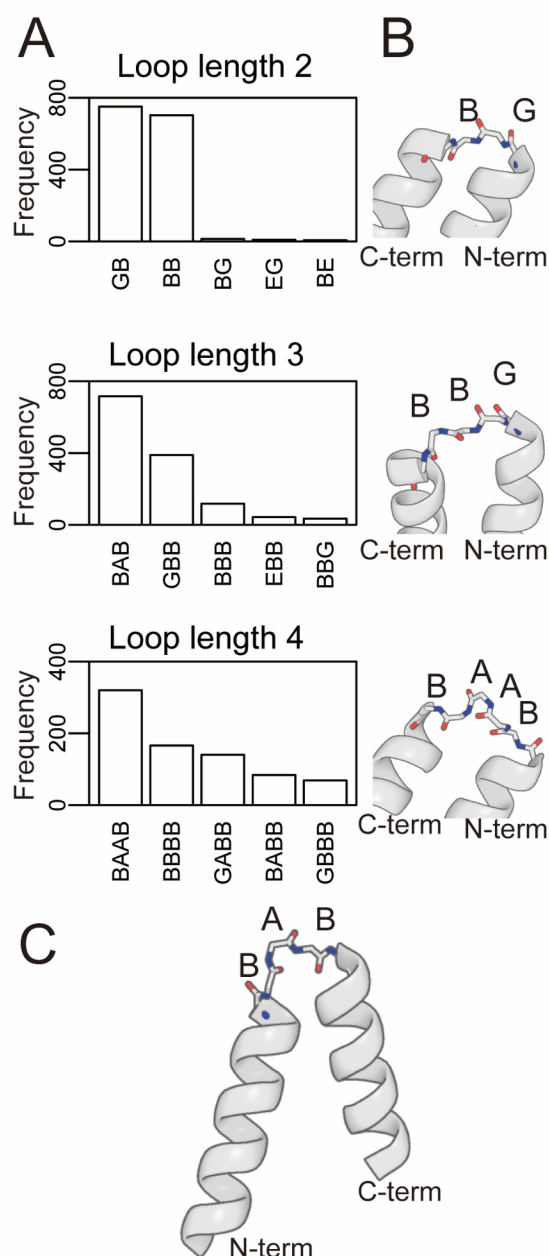 A
B
Loop length 2
Frequency
800
400
0
GB
BB
BG
EG
BE
B G
C-term N-term
Loop length 3
Frequency
800
400
0
BAB
GBB
BBB
EBB
BBG
B B G
C-term N-term
Loop length 4
Frequency
400
200
0
BAAB
BBBB
GABB
BABB
GBBB
B A A B
C-term N-term
C
B A B
C-term
N-term